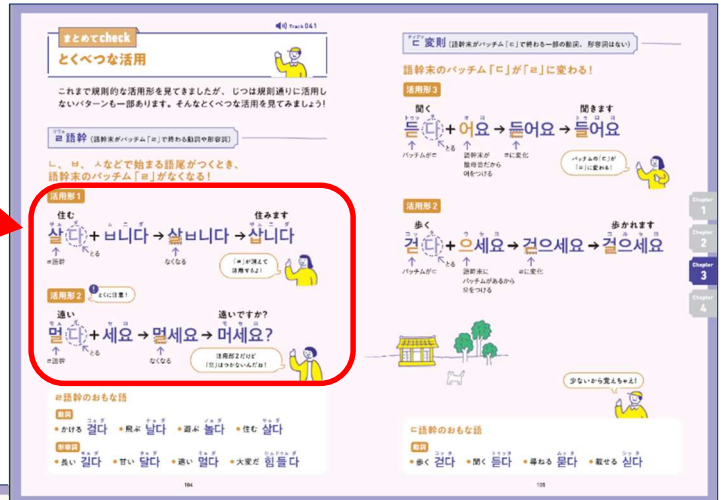 Track 041
まとめてcheck
とくべつな活用
これまで規則的な活用形を見てきましたが、じつは規則通りに活用し
ないパターンも一部あります。そんなとくべつな活用を見てみましょう!
ㄹ語幹 (語幹末がパッチム「ㄹ」で終わる動詞や形容詞)
ㄴ、ㅂ、ㅅなどで始まる語尾がつくとき、
語幹末のパッチム「ㄹ」がなくなる!
活用形1
住む 住みます
살(다)+ㅂ니다→살ㅂ니다→삽니다
ㄹ語幹 とる なくなる
「ㄹ」が消えて
活用するよ!
活用形2 とくに注意!
遠い 遠いですか?
멀(다)+세요→멀세요→머세요?
ㄹ語幹 とる なくなる
活用形2だけど
「으」はつかないんだね!
ㄹ語幹のおもな語
動詞
•かける 걸다 •飛ぶ 날다 •遊ぶ 놀다 •住む 살다
形容詞
•長い 길다 •甘い 달다 •遠い 멀다 •大変だ 힘들다
104
ㄷ変則 (語幹末がパッチム「ㄷ」で終わる一部の動詞。形容詞はない)
語幹末のパッチム「ㄷ」が「ㄹ」に変わる!
活用形3
聞く 聞きます
듣(다)+어요→듣어요→들어요
パッチムがㄷ とる 語幹末が
陰母音だから
어をつける
ㄹに変化
パッチムの「ㄷ」が
「ㄹ」に変わる!
活用形2
歩く 歩かれます
걷(다)+으세요→걷으세요→걸으세요
パッチムがㄷ とる 語幹末に
パッチムがあるから
으をつける
ㄹに変化
少ないから覚えちゃえ!
ㄷ語幹のおもな語
動詞
•歩く 걷다 •聞く 듣다 •尋ねる 묻다 •載せる 싣다
105
Chapter
1
Chapter
2
Chapter
3
Chapter
4